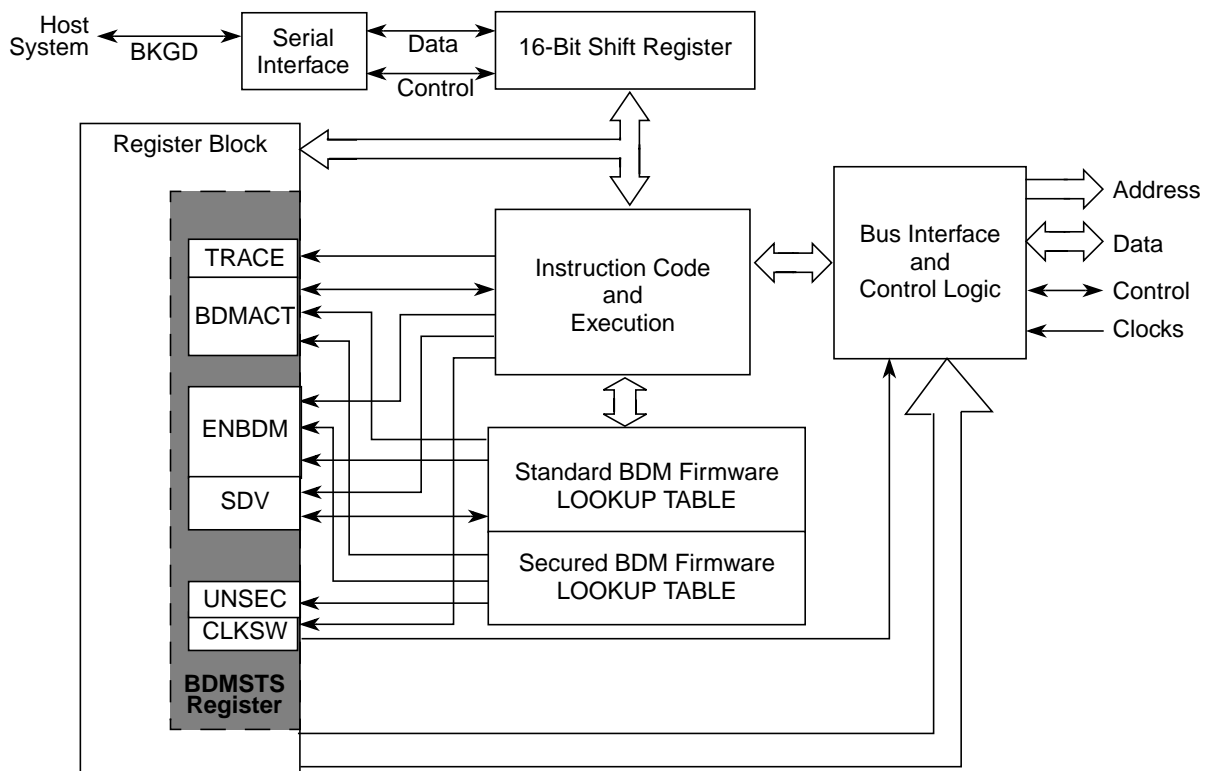 Host
System
BKGD
Serial
Interface
Data
Control
16-Bit Shift Register
Register Block
TRACE
BDMACT
ENBDM
SDV
UNSEC
CLKSW
BDMSTS
Register
Instruction Code
and
Execution
Standard BDM Firmware
LOOKUP TABLE
Secured BDM Firmware
LOOKUP TABLE
Bus Interface
and
Control Logic
Address
Data
Control
Clocks